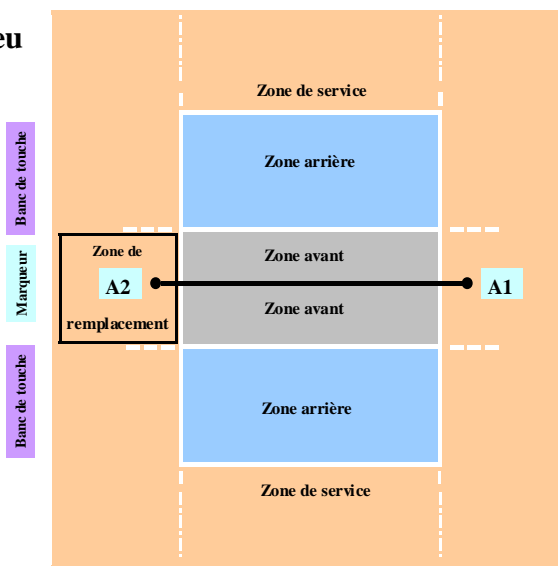 eu
Zone de service
Banc de touche
Zone arrière
Zone de
Zone avant
Marqueur
A2
A1
remplacement
Zone avant
Banc de touche
Zone arrière
Zone de service